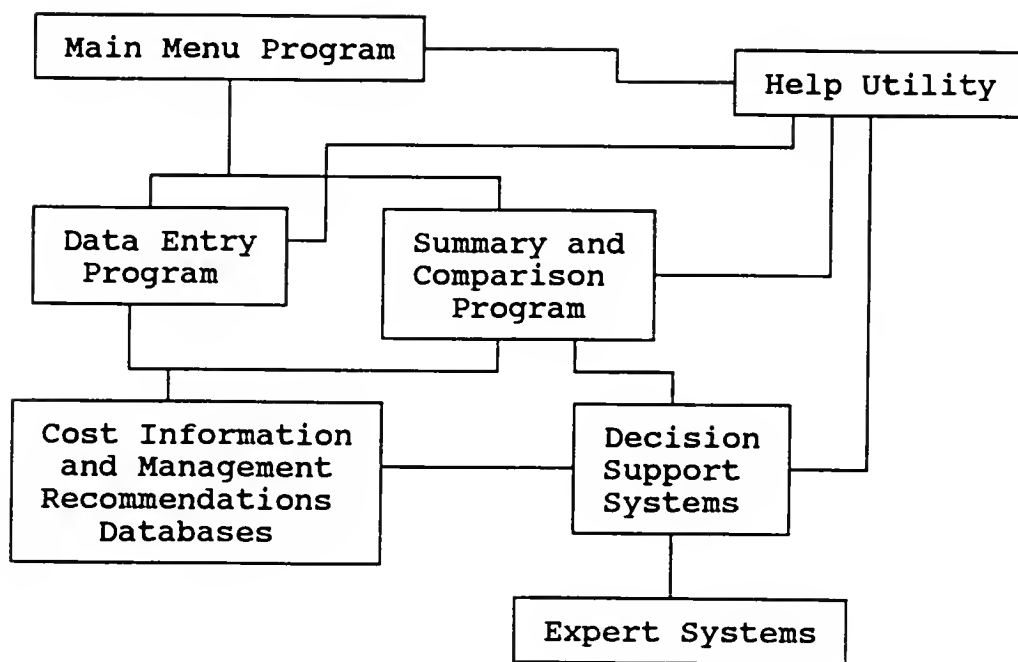 Main Menu Program
Help Utility
Data Entry
Program
Summary and
Comparison
Program
Cost Information
and Management
Recommendations
Databases
Decision
Support
Systems
Expert Systems